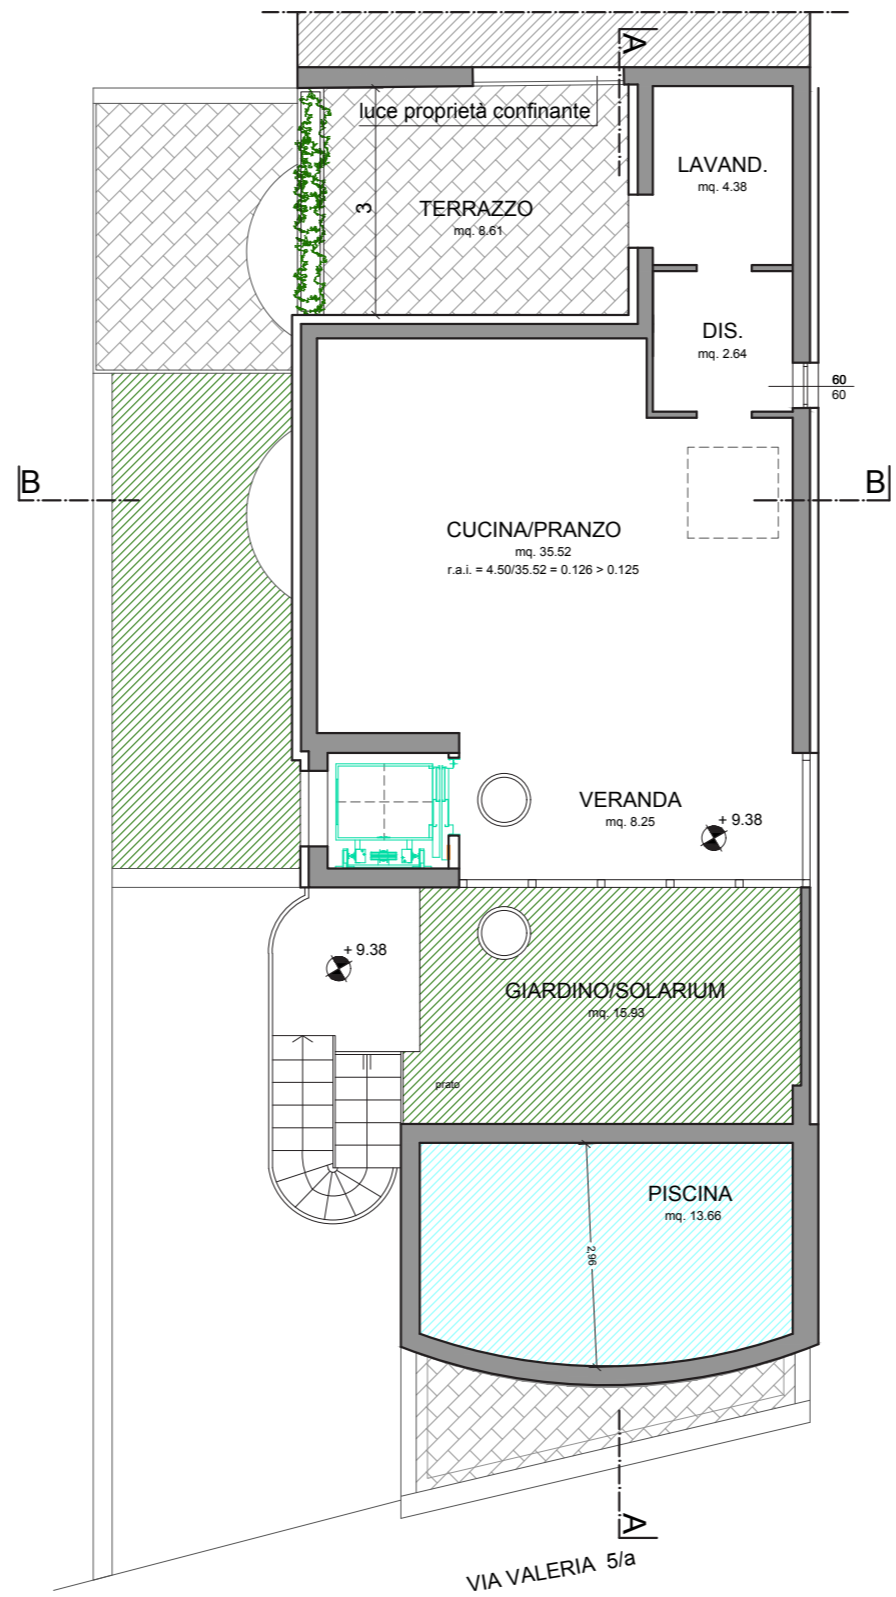 A
luce proprietà confinante
LAVAND.
mq. 4.38
3
TERRAZZO
mq. 8.61
DIS.
mq. 2.64
60
60
B
B
CUCINA/PRANZO
mq. 35.52
r.a.i. = 4.50/35.52 = 0.126 > 0.125
VERANDA
mq. 8.25
+ 9.38
+ 9.38
GIARDINO/SOLARIUM
mq. 15.93
prato
PISCINA
mq. 13.66
2,96
A
VIA VALERIA 5/a